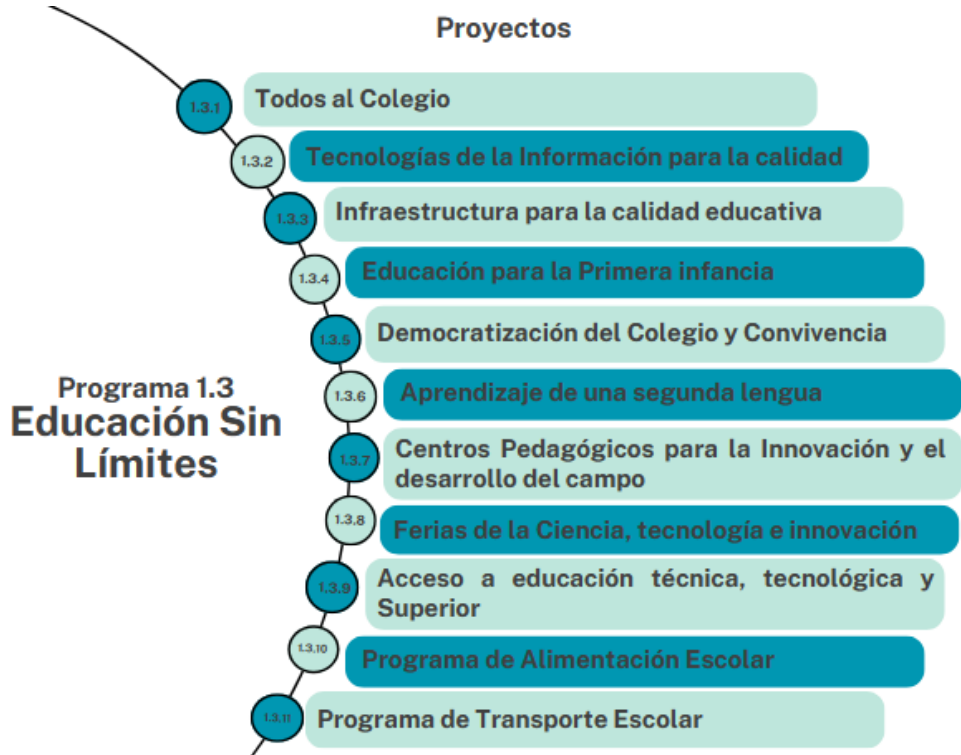 Proyectos
1.3.1
Todos al Colegio
1.3.2
Tecnologías de la Información para la calidad
1.3.3
Infraestructura para la calidad educativa
1.3.4
Educación para la Primera infancia
1.3.5
Democratización del Colegio y Convivencia
Programa 1.3
Educación Sin
Límites
1.3.6
Aprendizaje de una segunda lengua
1.3.7
Centros Pedagógicos para la Innovación y el
desarrollo del campo
1.3.8
Ferias de la Ciencia, tecnología e innovación
1.3.9
Acceso a educación técnica, tecnológica y
Superior
1.3.10
Programa de Alimentación Escolar
1.3.11
Programa de Transporte Escolar